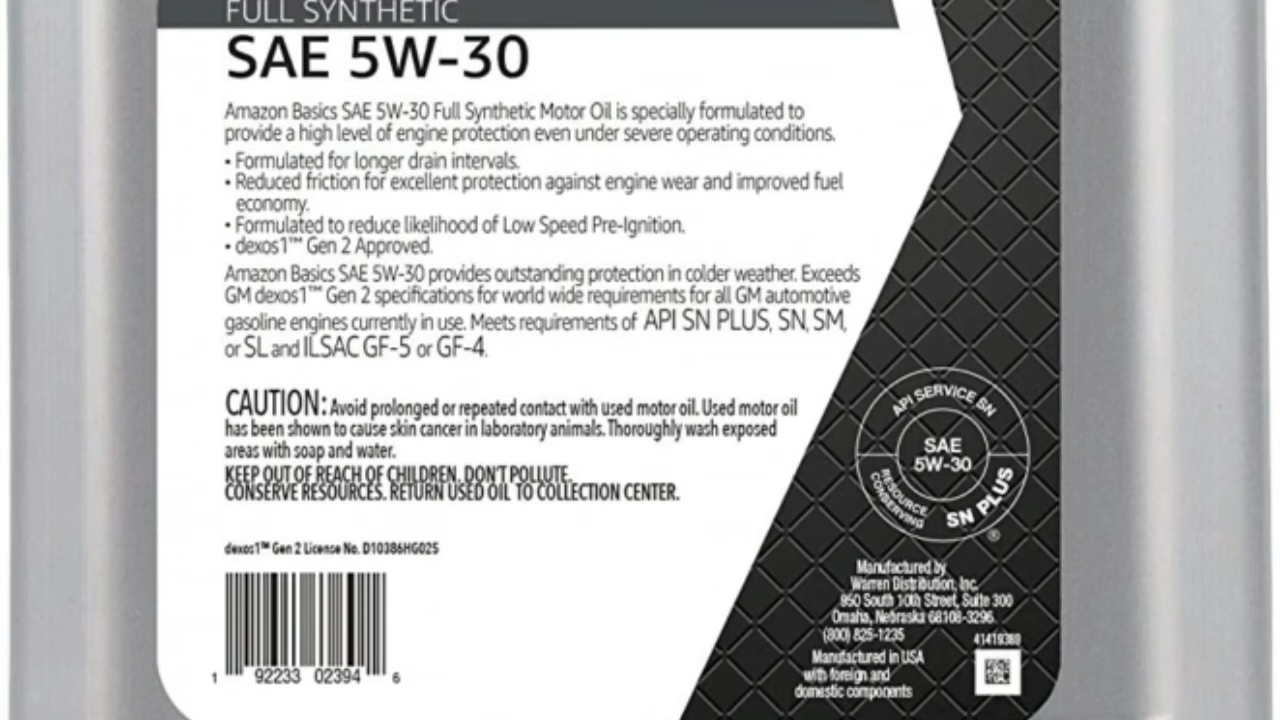 FULL SYNTHETIC
SAE 5W-30
Amazon Basics SAE 5W-30 Full Synthetic Motor Oil is specially formulated to
provide a high level of engine protection even under severe operating conditions.
• Formulated for longer drain intervals.
• Reduced friction for excellent protection against engine wear and improved fuel
economy.
• Formulated to reduce likelihood of Low Speed Pre-Ignition.
• dexos1™ Gen 2 Approved.
Amazon Basics SAE 5W-30 provides outstanding protection in colder weather. Exceeds
GM dexos1™ Gen 2 specifications for world wide requirements for all GM automotive
gasoline engines currently in use. Meets requirements of API SN PLUS, SN, SM,
or SL and ILSAC GF-5 or GF-4.
CAUTION: Avoid prolonged or repeated contact with used motor oil. Used motor oil
has been shown to cause skin cancer in laboratory animals. Thoroughly wash exposed
areas with soap and water.
KEEP OUT OF REACH OF CHILDREN. DON'T POLLUTE.
CONSERVE RESOURCES. RETURN USED OIL TO COLLECTION CENTER.
dexos1™ Gen 2 License No. D10386HG025
1 92233 02394 6
API SERVICE SN
SAE
5W-30
RESOURCE
CONSERVING
SN PLUS
®
Manufactured by
Warren Distribution, Inc.
950 South 10th Street, Suite 300
Omaha, Nebraska 68108-3296
(800) 825-1235
41419380
Manufactured in USA
with foreign and
domestic components